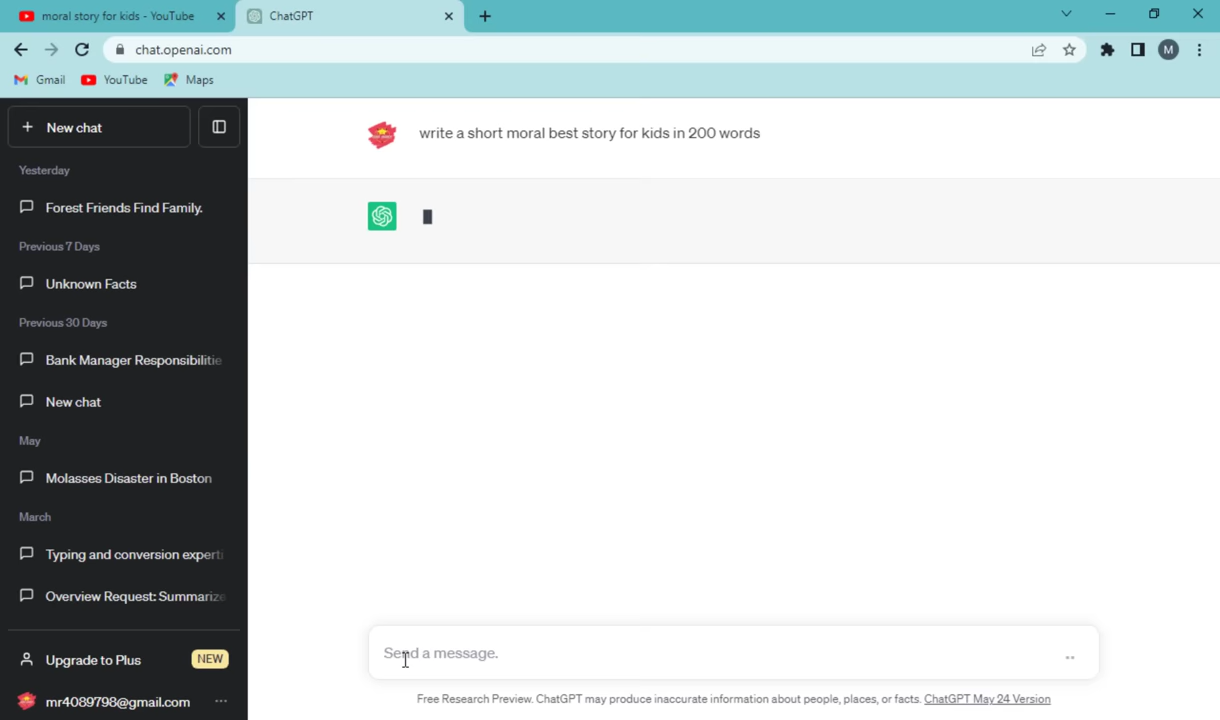 moral story for kids - YouTube
ChatGPT
chat.openai.com
M
Gmail
YouTube
Maps
New chat
Yesterday
Forest Friends Find Family.
Previous 7 Days
Unknown Facts
Previous 30 Days
Bank Manager Responsibilitie
New chat
May
Molasses Disaster in Boston
March
Typing and conversion experti
Overview Request: Summarize
Upgrade to Plus NEW
mr4089798@gmail.com
write a short moral best story for kids in 200 words
Send a message.
Free Research Preview. ChatGPT may produce inaccurate information about people, places, or facts. ChatGPT May 24 Version